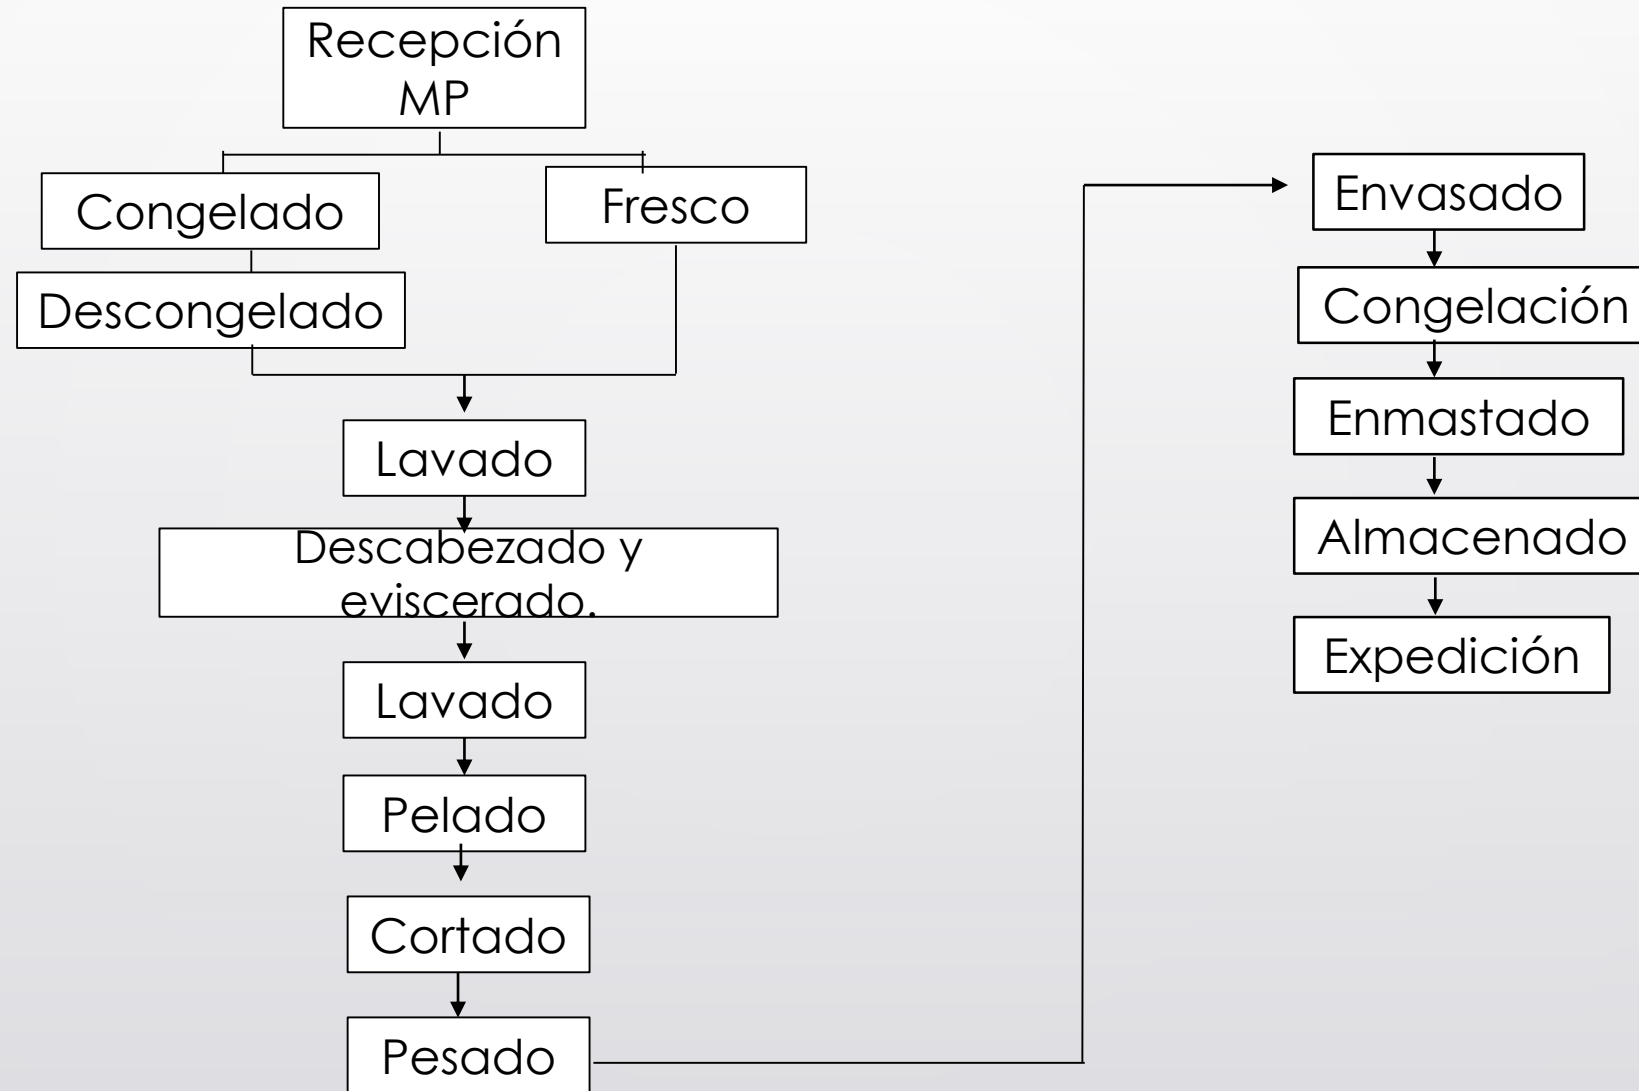 Recepción
MP
Congelado
Fresco
Descongelado
Lavado
Descabezado y
eviscerado.
Lavado
Pelado
Cortado
Pesado
Envasado
Congelación
Enmastado
Almacenado
Expedición